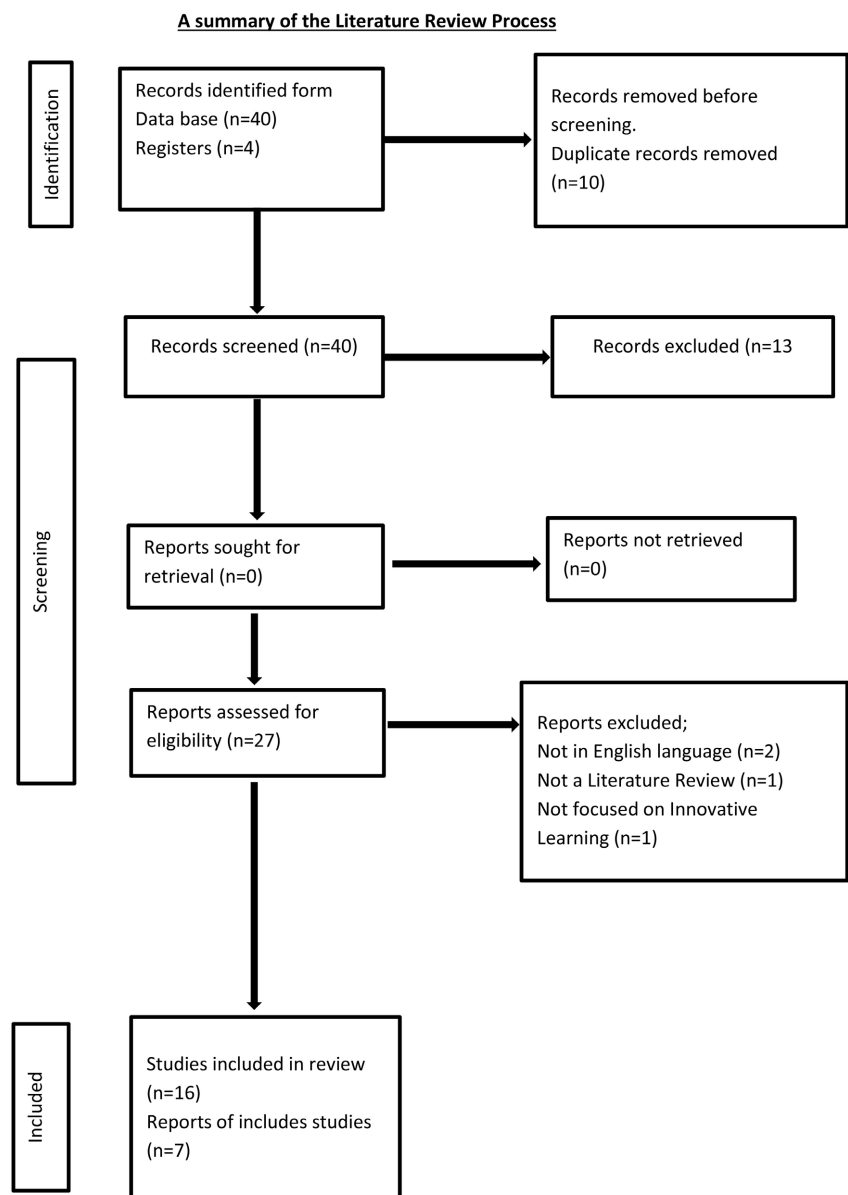 A summary of the Literature Review Process
Identification
Records identified form
Data base (n=40)
Registers (n=4)
Records removed before
screening.
Duplicate records removed
(n=10)
Screening
Records screened (n=40)
Records excluded (n=13
Reports sought for
retrieval (n=0)
Reports not retrieved
(n=0)
Reports assessed for
eligibility (n=27)
Reports excluded;
Not in English language (n=2)
Not a Literature Review (n=1)
Not focused on Innovative
Learning (n=1)
Included
Studies included in review
(n=16)
Reports of includes studies
(n=7)